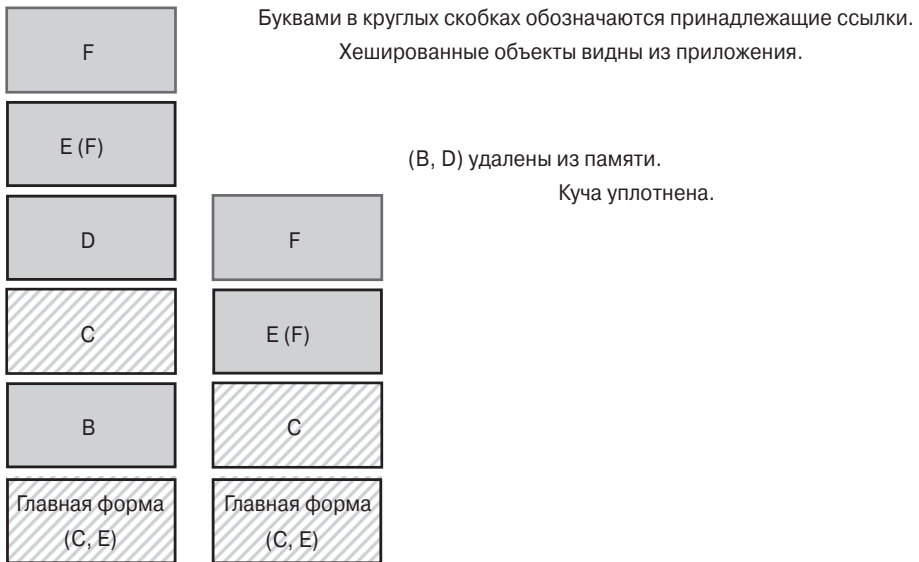 Буквами в круглых скобках обозначаются принадлежащие ссылки.
Хешированные объекты видны из приложения.
F
E (F)
(B, D) удалены из памяти.
Куча уплотнена.
D
F
C
E (F)
B
C
Главная форма
(C, E)
Главная форма
(C, E)